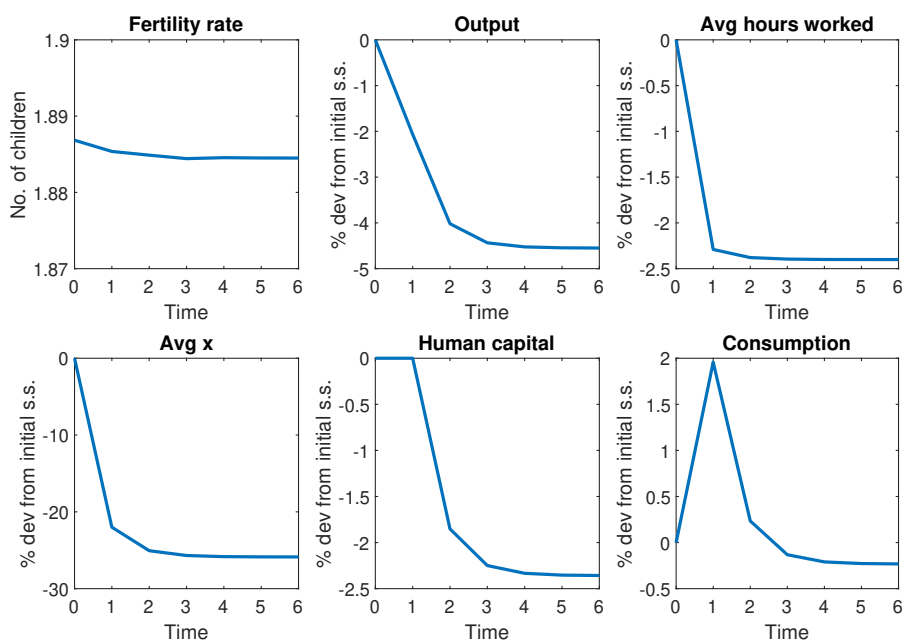 Fertility rate
1.9
1.89
1.88
1.87
No. of children
0 1 2 3 4 5 6
Time
Output
0
-1
-2
-3
-4
-5
% dev from initial s.s.
0 1 2 3 4 5 6
Time
Avg hours worked
0
-0.5
-1
-1.5
-2
-2.5
% dev from initial s.s.
0 1 2 3 4 5 6
Time
Avg x
0
-10
-20
-30
% dev from initial s.s.
0 1 2 3 4 5 6
Time
Human capital
0
-0.5
-1
-1.5
-2
-2.5
% dev from initial s.s.
0 1 2 3 4 5 6
Time
Consumption
2
1.5
1
0.5
0
-0.5
% dev from initial s.s.
0 1 2 3 4 5 6
Time